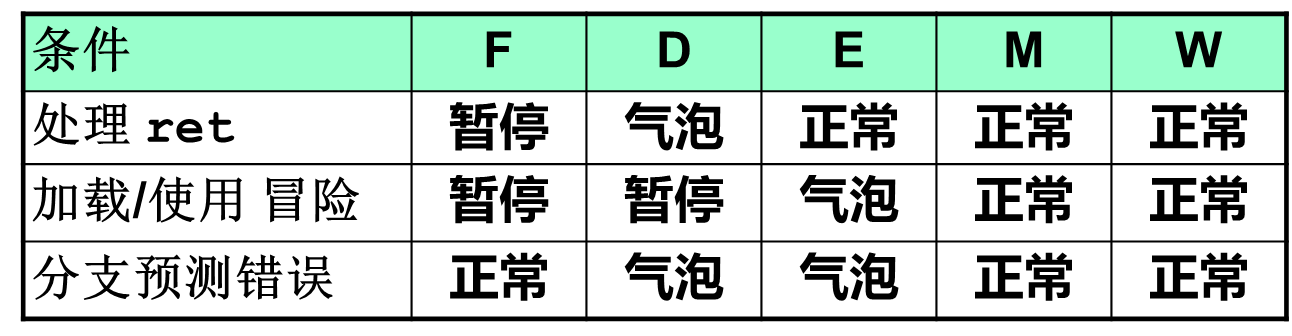 条件 F D E M W
处理 ret 暂停 气泡 正常 正常 正常
加载/使用 冒险 暂停 暂停 气泡 正常 正常
分支预测错误 正常 气泡 气泡 正常 正常